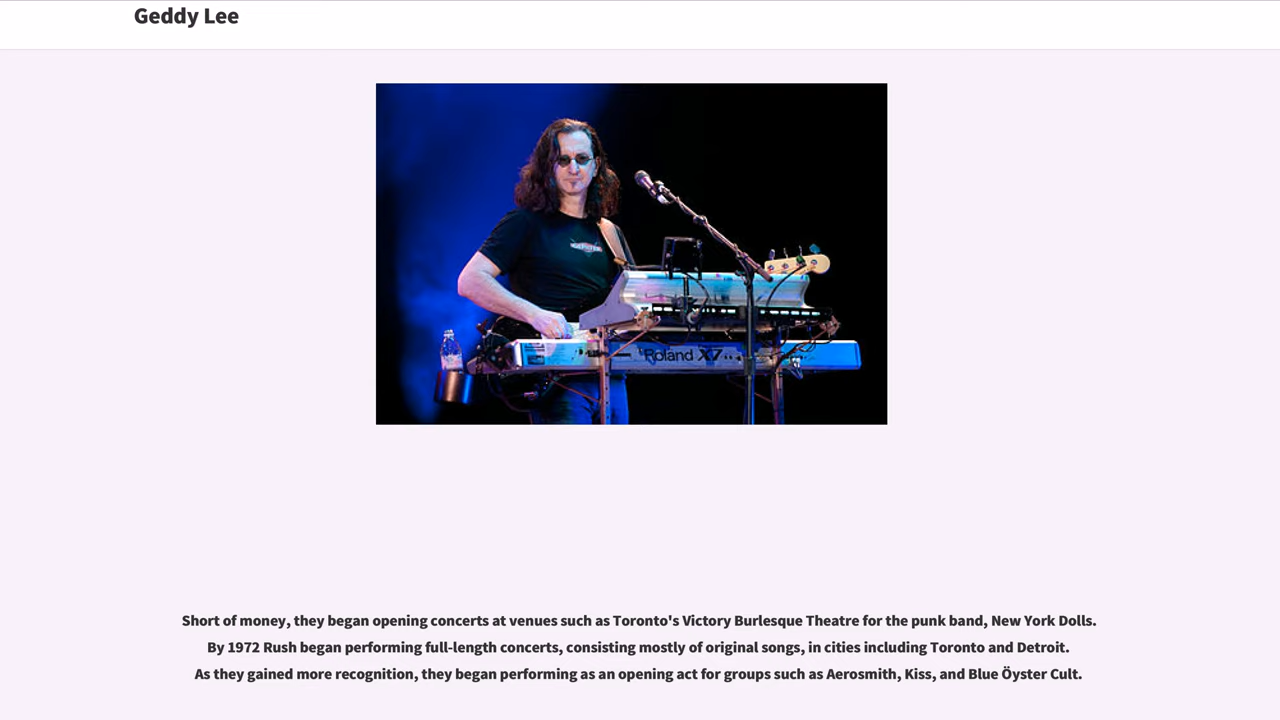 Geddy Lee
Roland
Short of money, they began opening concerts at venues such as Toronto's Victory Burlesque Theatre for the punk band, New York Dolls.
By 1972 Rush began performing full-length concerts, consisting mostly of original songs, in cities including Toronto and Detroit.
As they gained more recognition, they began performing as an opening act for groups such as Aerosmith, Kiss, and Blue Öyster Cult.